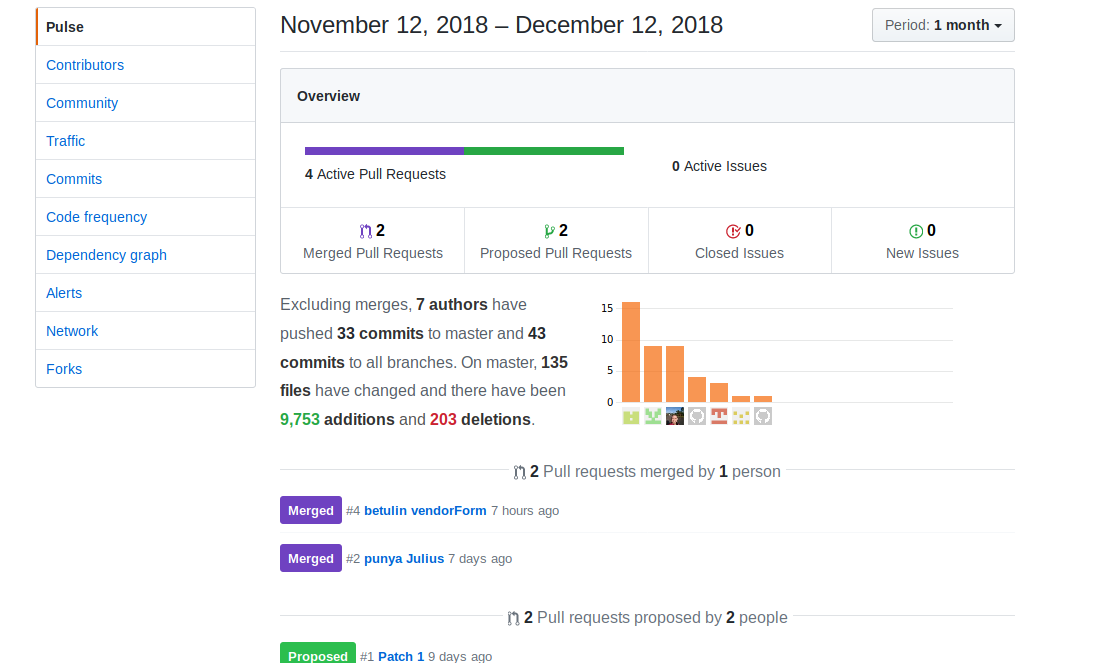 Pulse
Contributors
Community
Traffic
Commits
Code frequency
Dependency graph
Alerts
Network
Forks
November 12, 2018 – December 12, 2018
Period: 1 month
Overview
4 Active Pull Requests
0 Active Issues
2
Merged Pull Requests
2
Proposed Pull Requests
0
Closed Issues
0
New Issues
Excluding merges, 7 authors have
pushed 33 commits to master and 43
commits to all branches. On master, 135
files have changed and there have been
9,753 additions and 203 deletions.
15
10
5
0
2 Pull requests merged by 1 person
Merged #4 betulin vendorForm 7 hours ago
Merged #2 punya Julius 7 days ago
2 Pull requests proposed by 2 people
Proposed #1 Patch 1 9 days ago